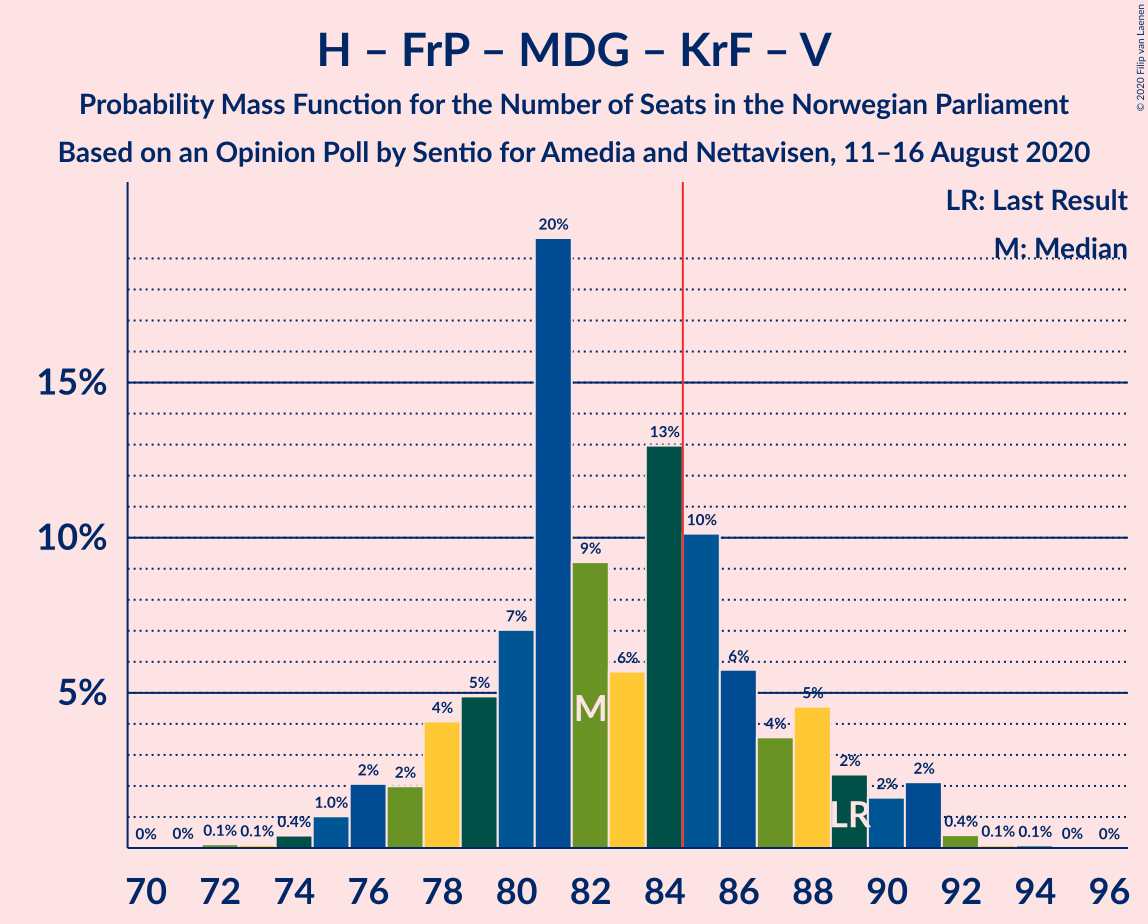 H – FrP – MDG – KrF – V
Probability Mass Function for the Number of Seats in the Norwegian Parliament
Based on an Opinion Poll by Sentio for Amedia and Nettavisen, 11–16 August 2020
© 2020 Filip van Laenen
LR: Last Result
M: Median
15%
10%
5%
0% 0% 0.1% 0.1% 0.4% 1.0% 2% 2% 4% 5% 7% 20% 9% 6% 13% 10% 6% 4% 5% 2% 2% 2% 0.4% 0.1% 0.1% 0% 0%
M
LR
70 72 74 76 78 80 82 84 86 88 90 92 94 96